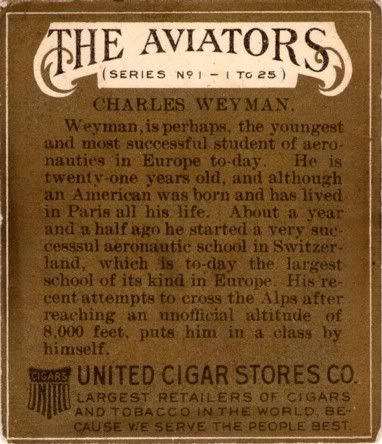 THE AVIATORS
(SERIES Nº1 – 1 TO 25)
CHARLES WEYMAN.
Weyman, is perhaps, the youngest
and most successful student of aero-
nautics in Europe to-day. He is
twenty-one years old, and although
an American was born and has lived
in Paris all his life. About a year
and a half ago he started a very suc-
cesssul aeronautic school in Switzer-
land, which is to-day the largest
school of its kind in Europe. His re-
cent attempts to cross the Alps after
reaching an unofficial altitude of
8,000 feet, puts him in a class by
himself.
CIGARS
UNITED CIGAR STORES CO.
LARGEST RETAILERS OF CIGARS
AND TOBACCO IN THE WORLD, BE-
CAUSE WE SERVE THE PEOPLE BEST.